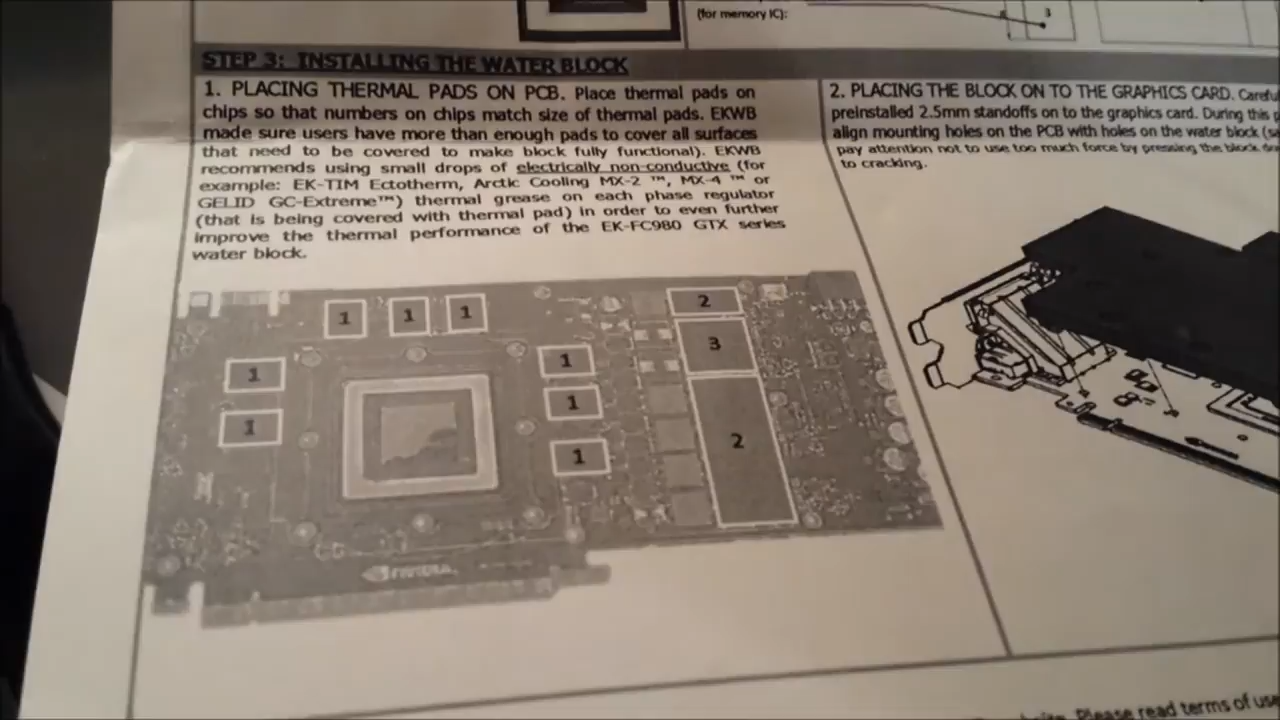 (for memory IC):
STEP 3: INSTALLING THE WATER BLOCK
1. PLACING THERMAL PADS ON PCB. Place thermal pads on
chips so that numbers on chips match size of thermal pads. EKWB
made sure users have more than enough pads to cover all surfaces
that need to be covered to make block fully functional). EKWB
recommends using small drops of electrically non-conductive (for
example: EK-TIM Ectotherm, Arctic Cooling MX-2 ™, MX-4 ™ or
GELID GC-Extreme™) thermal grease on each phase regulator
(that is being covered with thermal pad) in order to even further
improve the thermal performance of the EK-FC980 GTX series
water block.
1 1 1
2
3
1 1
1
1 1
2
NVIDIA
2. PLACING THE BLOCK ON TO THE GRAPHICS CARD.
preinstalled 2.5mm standoffs on to the graphics card. During this
align mounting holes on the PCB with holes on the water block
pay attention not to use too much force by pressing the block
to cracking.
Please read terms of use